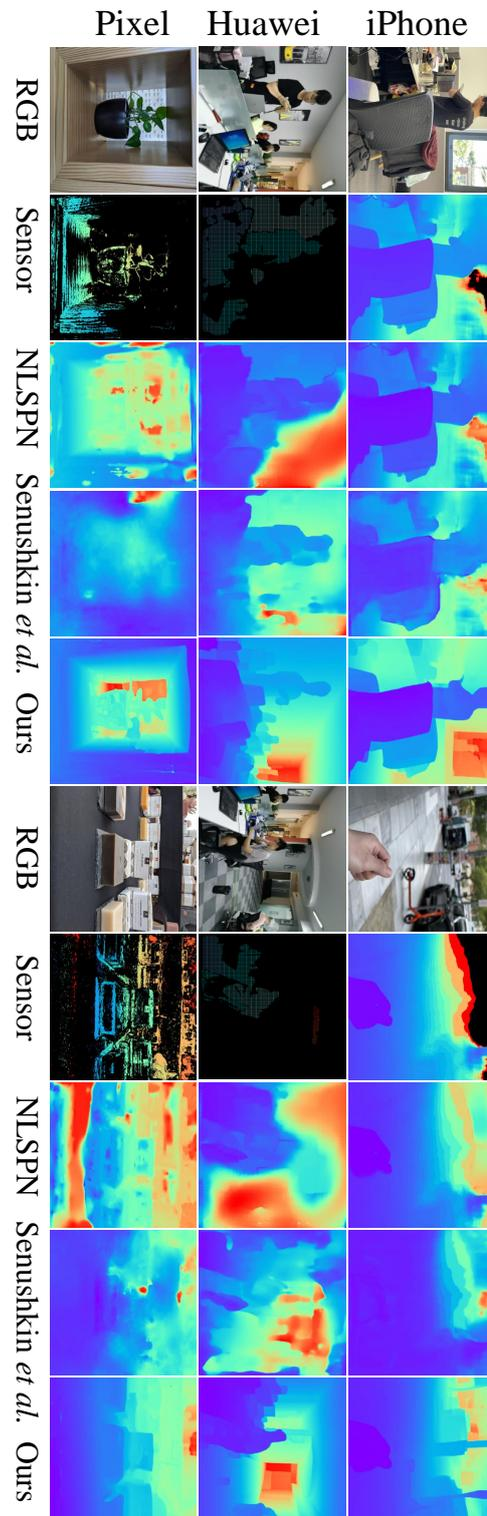 Pixel Huawei iPhone
RGB
Sensor
NLSPN
Senushkin et al.
Ours
RGB
Sensor
NLSPN
Senushkin et al.
Ours